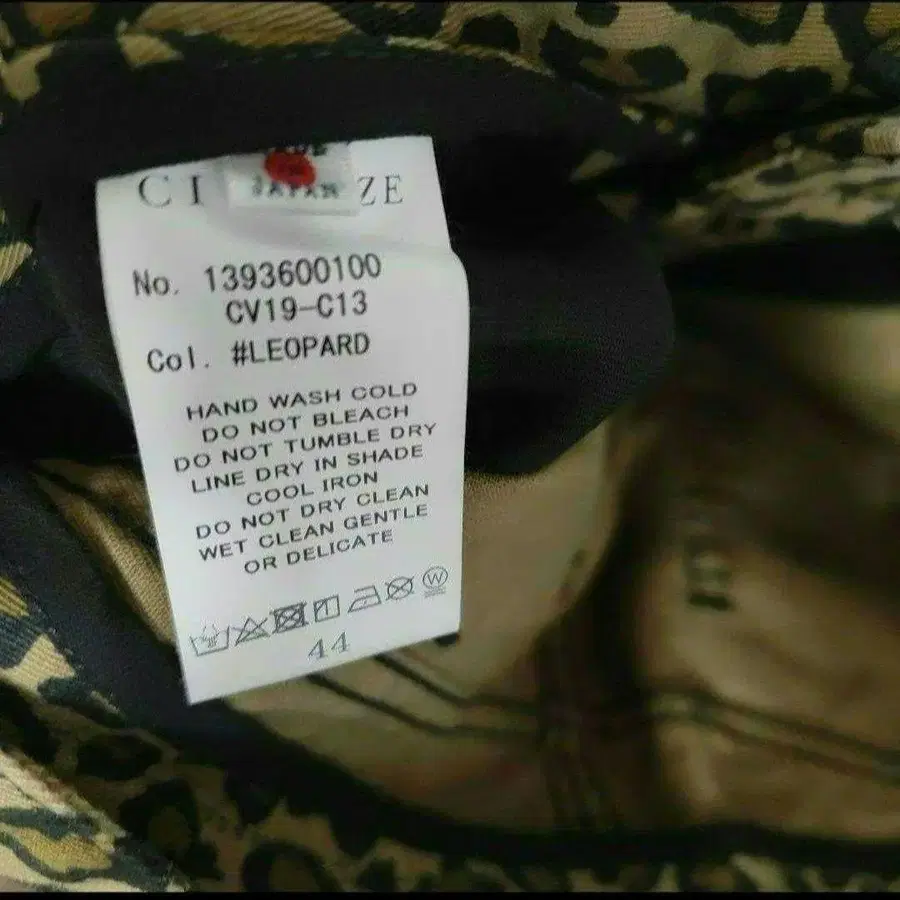 JAPAN
CI ZE
No. 1393600100
CV19-C13
Col. #LEOPARD
HAND WASH COLD
DO NOT BLEACH
DO NOT TUMBLE DRY
LINE DRY IN SHADE
COOL IRON
DO NOT DRY CLEAN
WET CLEAN GENTLE
OR DELICATE
W
44